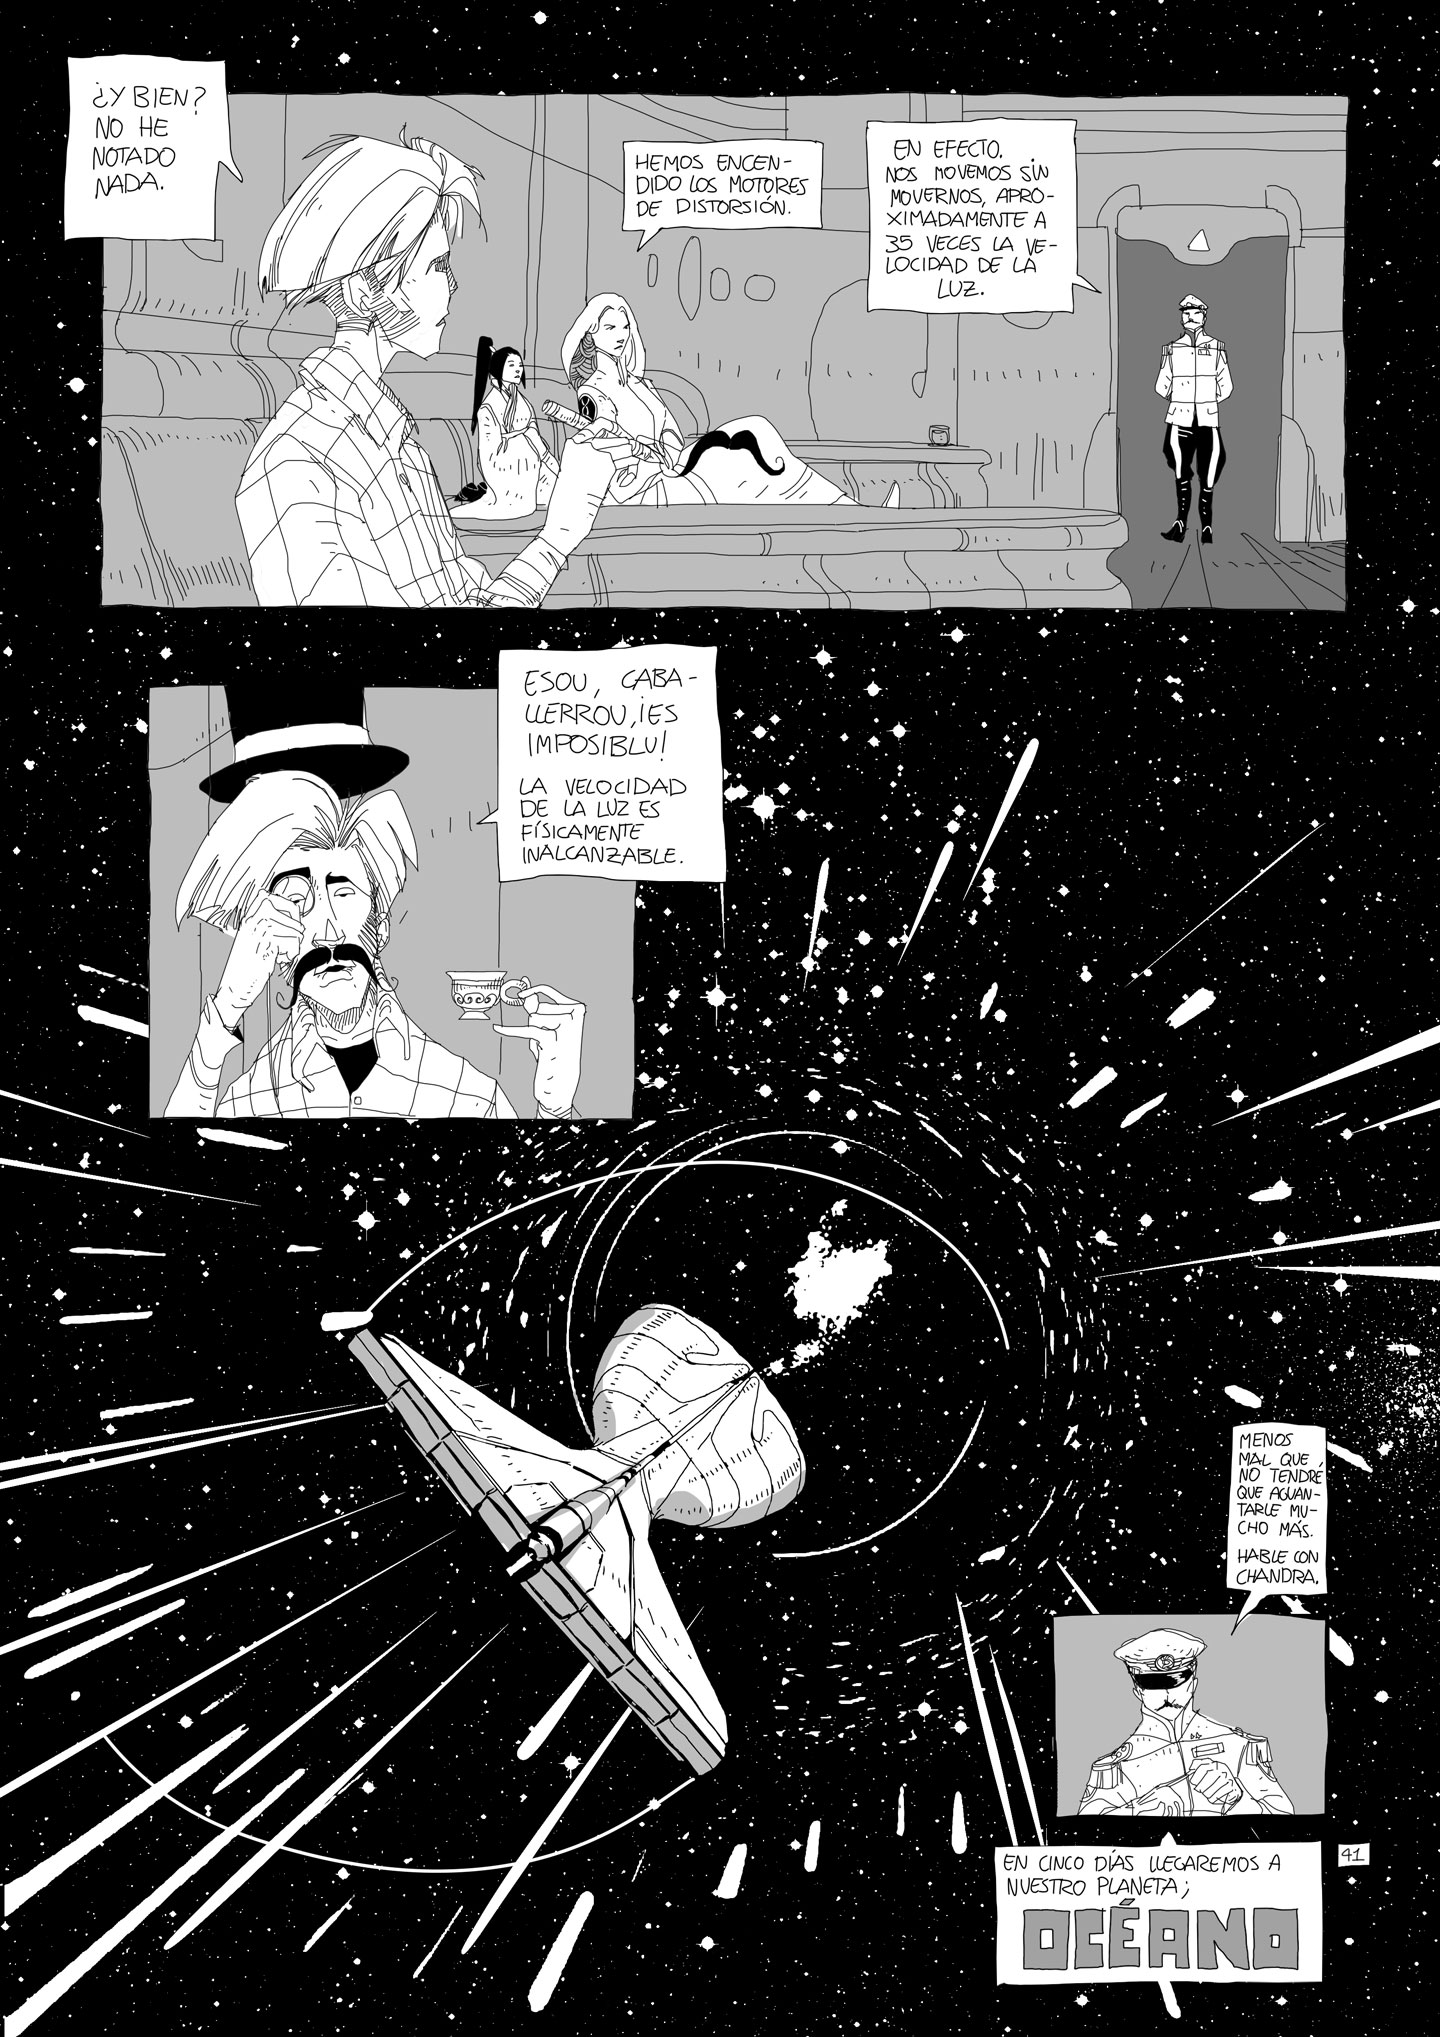 ¿Y BIEN?
NO HE
NOTADO
NADA.
HEMOS ENCEN-
DIDO LOS MOTORES
DE DISTORSIÓN.
EN EFECTO.
NOS MOVEMOS SIN
MOVERNOS, APRO-
XIMADAMENTE A
35 VECES LA VE-
LOCIDAD DE LA
LUZ.
ESOU, CABA-
LLERROU, ¡ES
IMPOSIBLU!
LA VELOCIDAD
DE LA LUZ ES
FÍSICAMENTE
INALCANZABLE.
MENOS
MAL QUE
NO TENDRÉ
QUE AGUAN-
TARLE MU-
CHO MÁS.
HABLE CON
CHANDRA.
EN CINCO DÍAS LLEGAREMOS A
NUESTRO PLANETA;
OCÉANO
41